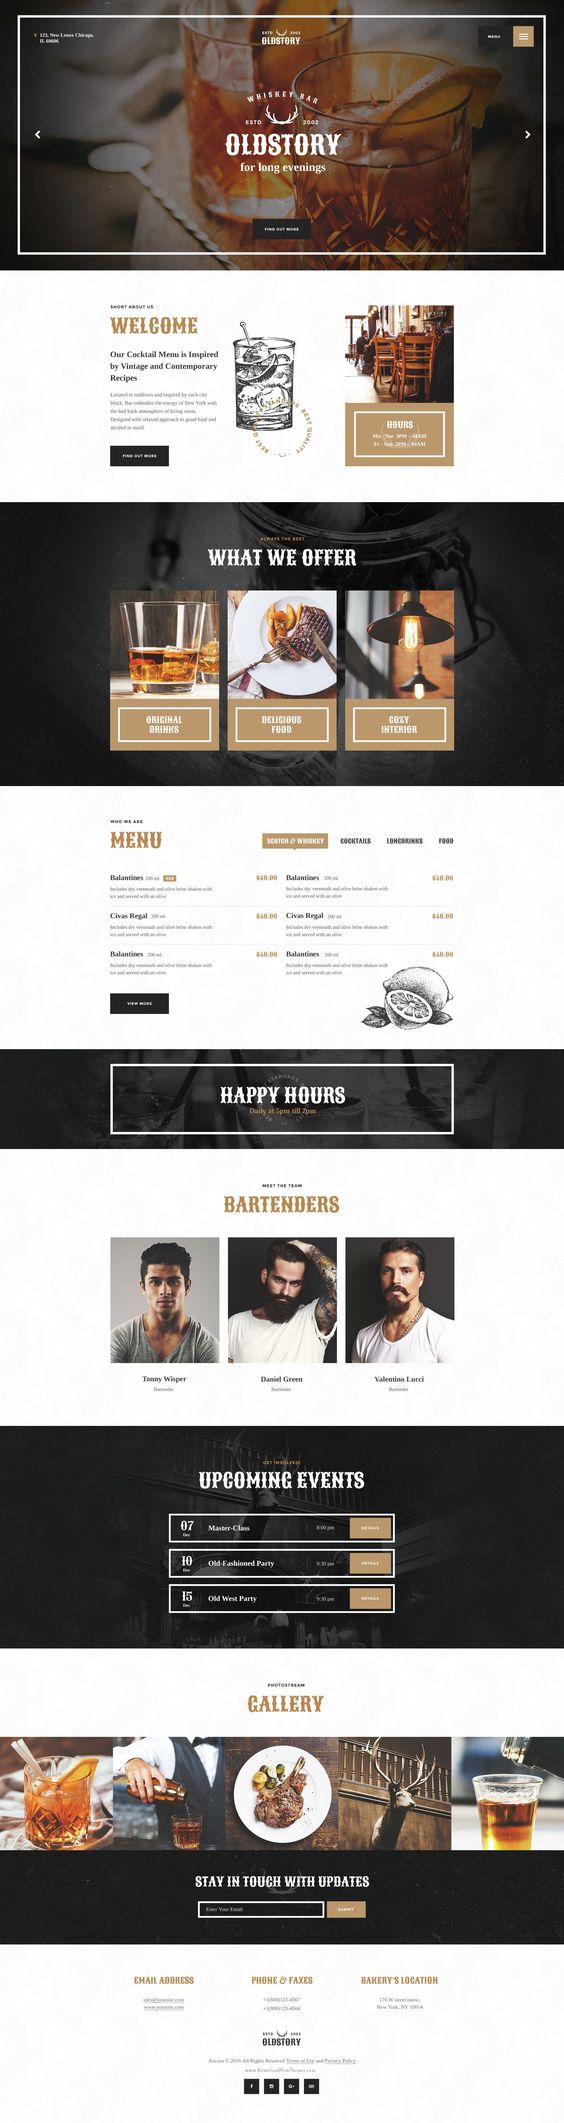 123, New Lenox Chicago,
IL 60606
ESTD 2002
OLDSTORY
MENU
WHISKEY BAR
ESTD 2002
OLDSTORY
for long evenings
FIND OUT MORE
SHORT ABOUT US
WELCOME
Our Cocktail Menu is Inspired
by Vintage and Contemporary
Recipes
Located in midtown and inspired by each city
block, Bar embodies the energy of New York with
the laid back atmosphere of living room.
Designed with relaxed approach to good food and
alcohol in mind.
FIND OUT MORE
BEST QUALITY
HOURS
Mo - Tue 3PM - 04AM
Fr - Sun 2PM - 04AM
ALWAYS THE BEST
WHAT WE OFFER
ORIGINAL
DRINKS
DELICIOUS
FOOD
COZY
INTERIOR
WHO WE ARE
MENU
SCOTCH & WHISKEY COCKTAILS LONGDRINKS FOOD
Balantines 200 ml NEW $40.00
Includes dry vermouth and olive brine shaken with
ice and served with an olive
Balantines 200 ml $40.00
Includes dry vermouth and olive brine shaken with
ice and served with an olive
Civas Regal 200 ml $40.00
Includes dry vermouth and olive brine shaken with
ice and served with an olive
Civas Regal 200 ml $40.00
Includes dry vermouth and olive brine shaken with
ice and served with an olive
Balantines 200 ml $40.00
Includes dry vermouth and olive brine shaken with
ice and served with an olive
Balantines 200 ml $40.00
Includes dry vermouth and olive brine shaken with
ice and served with an olive
VIEW MORE
HAPPY HOURS
Daily at 5pm till 7pm
MEET THE TEAM
BARTENDERS
Tonny Wisper
Bartender
Daniel Green
Bartender
Valentino Lucci
Bartender
GET INVOLVED!
UPCOMING EVENTS
07 Dec Master-Class 8:00 pm DETAILS
10 Dec Old-Fashioned Party 9:30 pm DETAILS
15 Dec Old West Party 9:30 pm DETAILS
PHOTOSTREAM
GALLERY
STAY IN TOUCH WITH UPDATES
Enter Your Email SUBMIT
EMAIL ADDRESS
info@yoursite.com
www.yoursite.com
PHONE & FAXES
+1(800)123-4567
+1(800)123-4566
BAKERY'S LOCATION
176 W street name,
New York, NY 10014
ESTD 2002
OLDSTORY
Ancora © 2016 All Rights Reserved Terms of Use and Privacy Policy
www.DownloadNewThemes.com